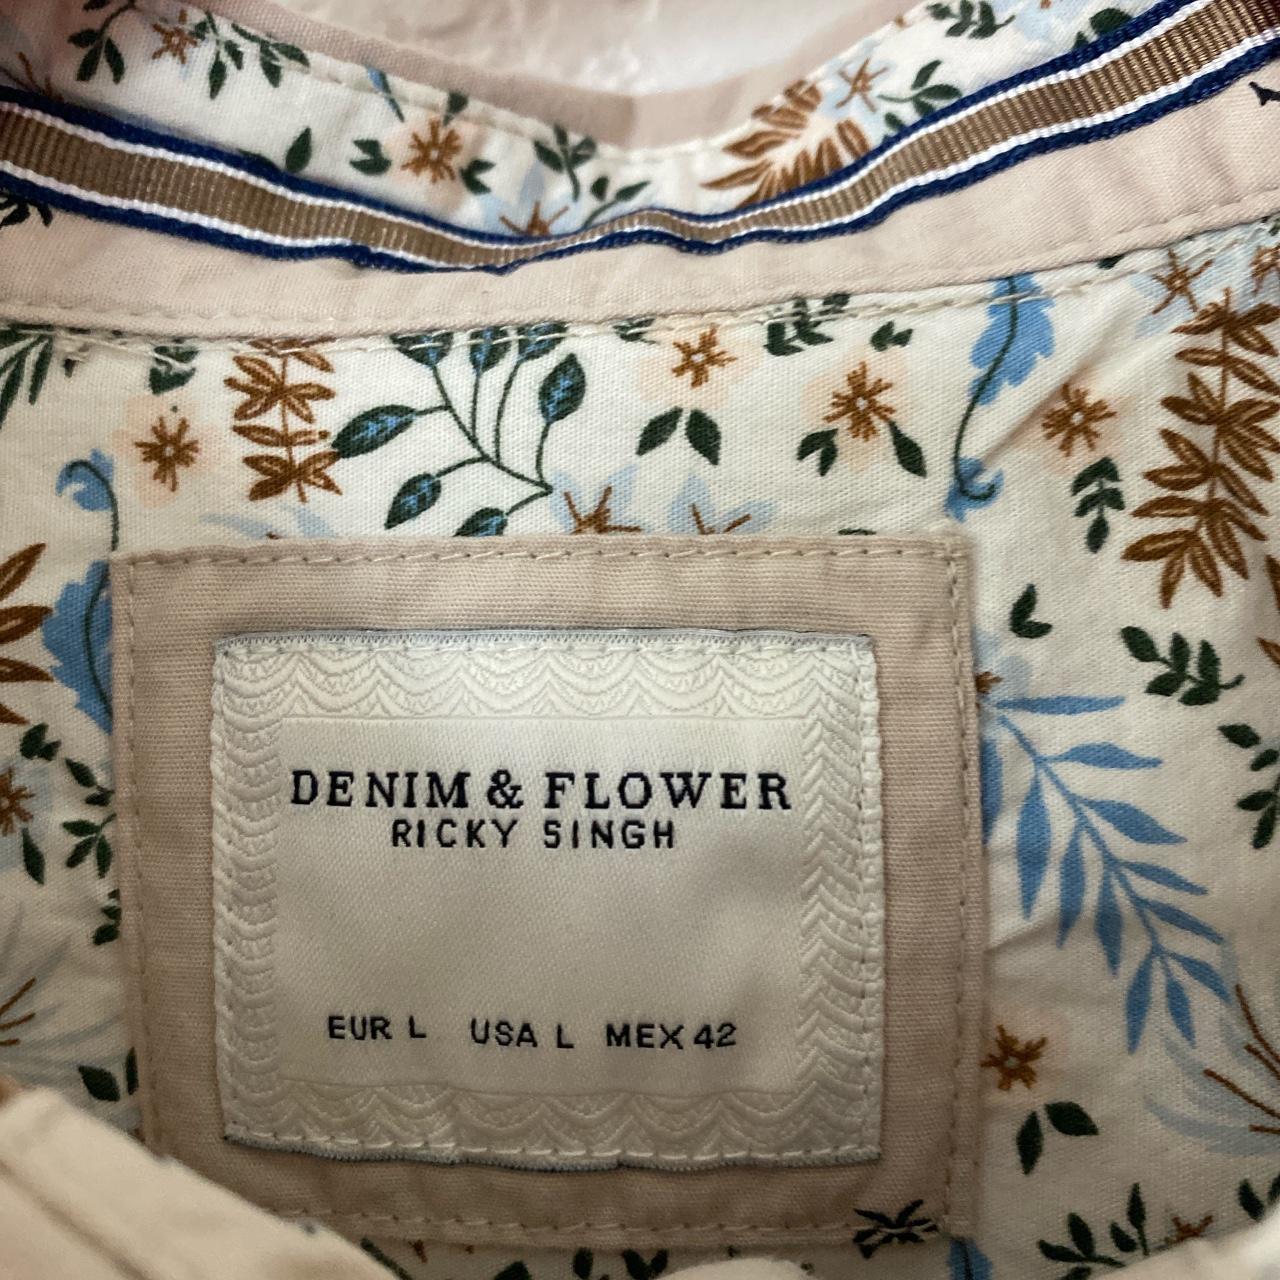 DENIM & FLOWER
RICKY SINGH
EUR L USA L MEX 42